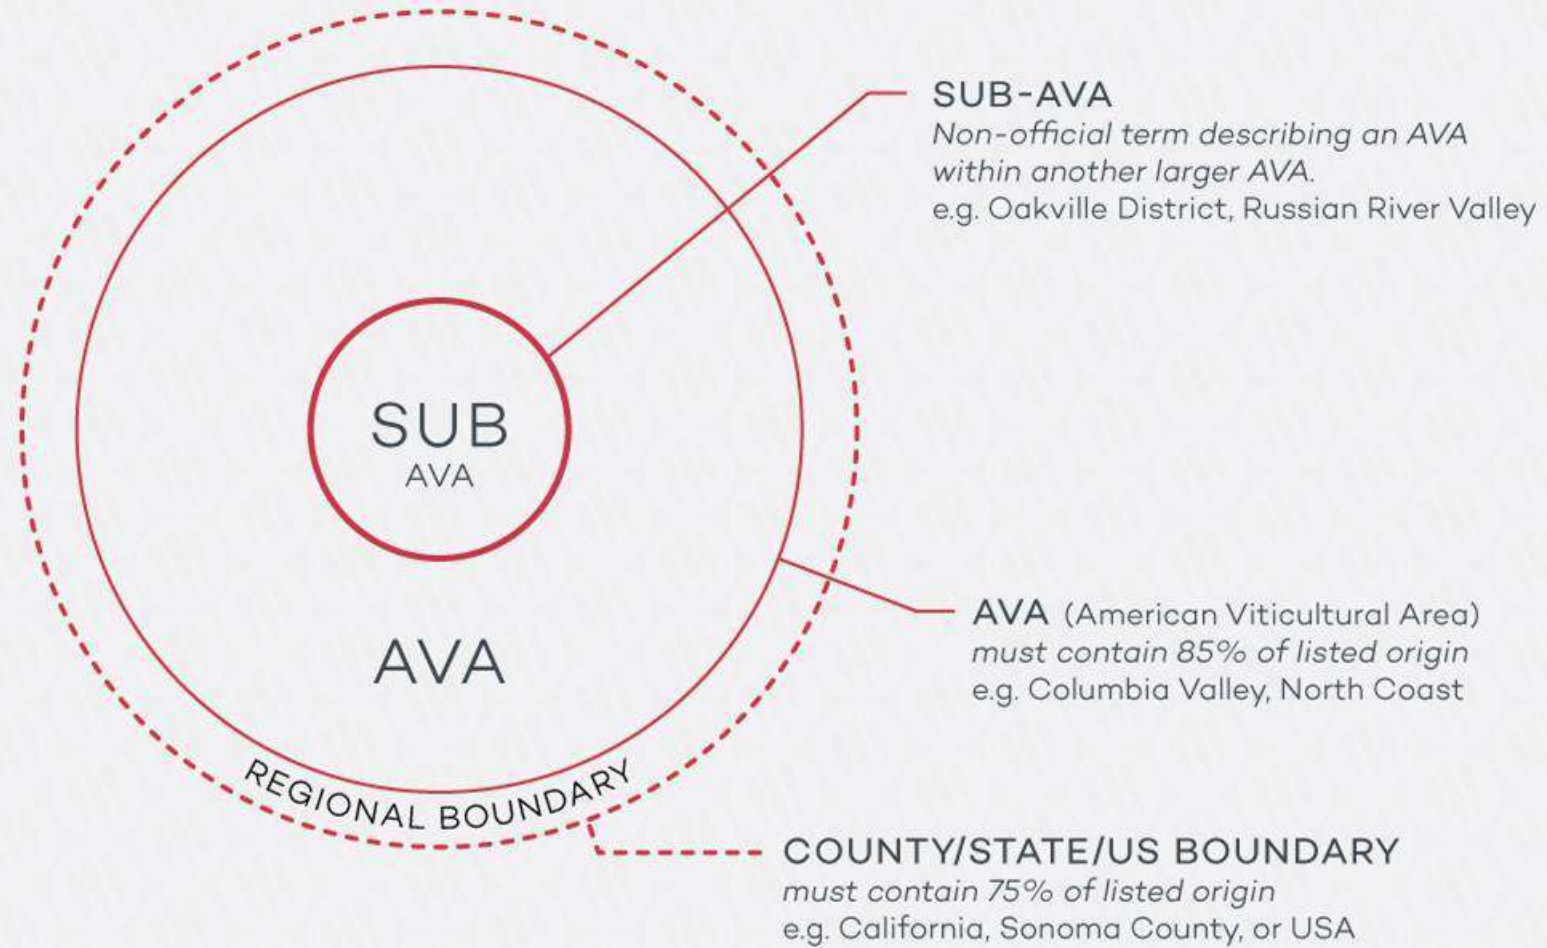 SUB-AVA
Non-official term describing an AVA
within another larger AVA.
e.g. Oakville District, Russian River Valley
SUB
AVA
AVA
AVA (American Viticultural Area)
must contain 85% of listed origin
e.g. Columbia Valley, North Coast
REGIONAL BOUNDARY
COUNTY/STATE/US BOUNDARY
must contain 75% of listed origin
e.g. California, Sonoma County, or USA